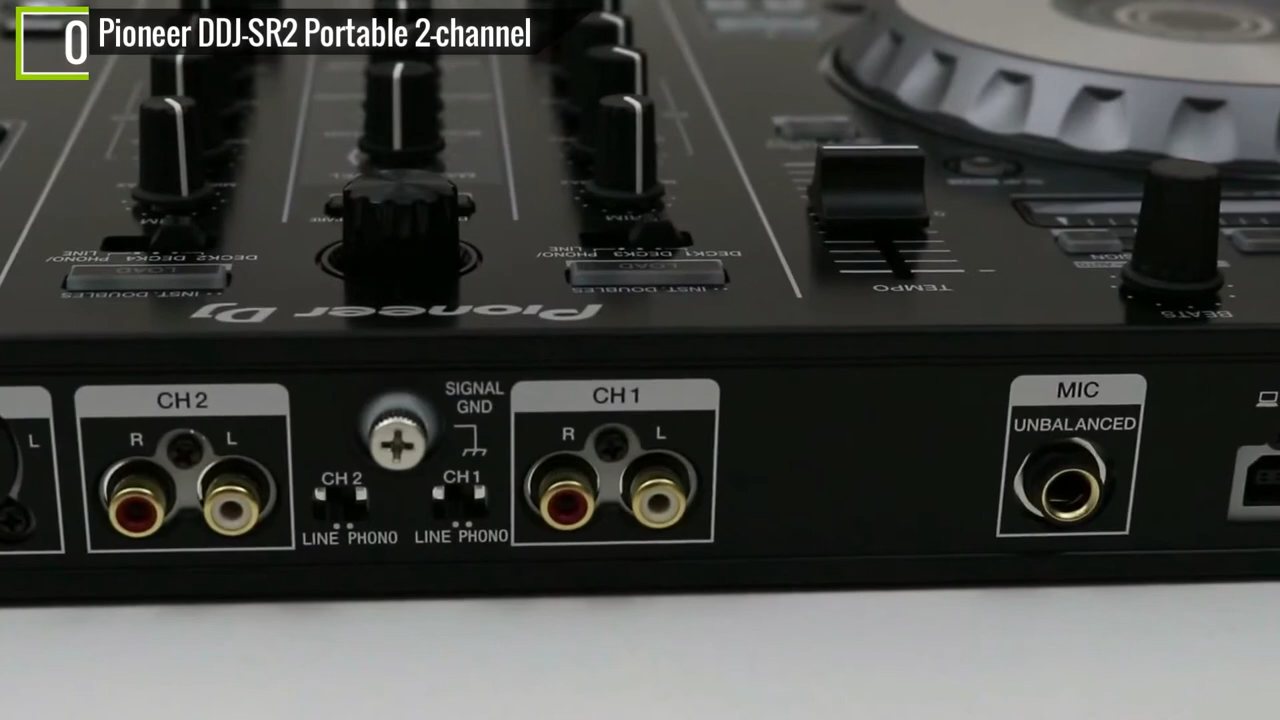 0 Pioneer DDJ-SR2 Portable 2-channel
TRIM
TRIM
PHONO/ LINE
DECK2 DECK4
LOAD
INST. DOUBLES
PHONO/ LINE
DECK1 DECK3
LOAD
INST. DOUBLES
TEMPO
BEATS
Pioneer Dj
L
CH 2
R L
SIGNAL
GND
CH 2
LINE PHONO
CH 1
LINE PHONO
CH 1
R L
MIC
UNBALANCED